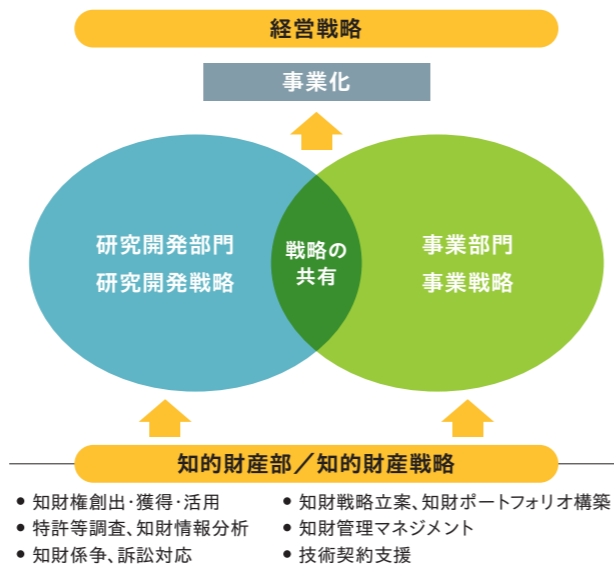 経営戦略
事業化
研究開発部門
研究開発戦略
戦略の
共有
事業部門
事業戦略
知的財産部／知的財産戦略
• 知財権創出・獲得・活用
• 特許等調査、知財情報分析
• 知財係争、訴訟対応
• 知財戦略立案、知財ポートフォリオ構築
• 知財管理マネジメント
• 技術契約支援